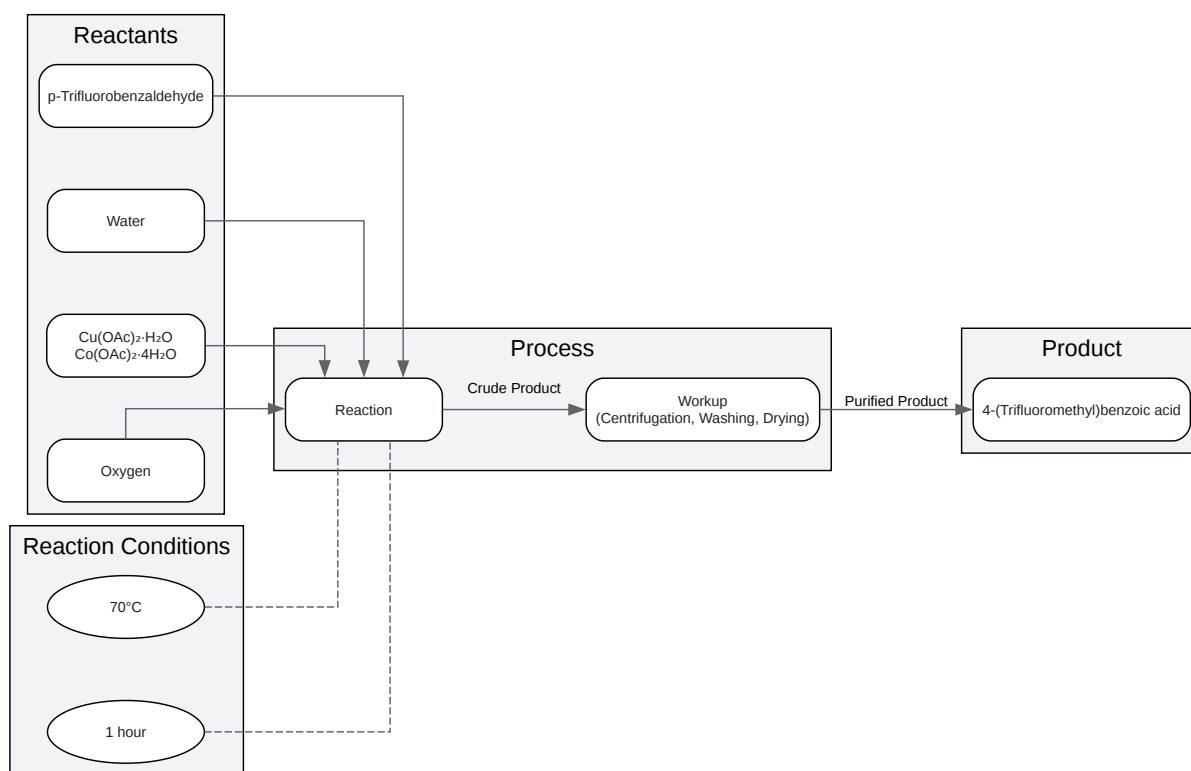 Reactants
p-Trifluorobenzaldehyde
Water
Cu(OAc)₂·H₂O
Co(OAc)₂·4H₂O
Oxygen
Reaction Conditions
70°C
1 hour
Process
Reaction
Crude Product
Workup
(Centrifugation, Washing, Drying)
Purified Product
Product
4-(Trifluoromethyl)benzoic acid